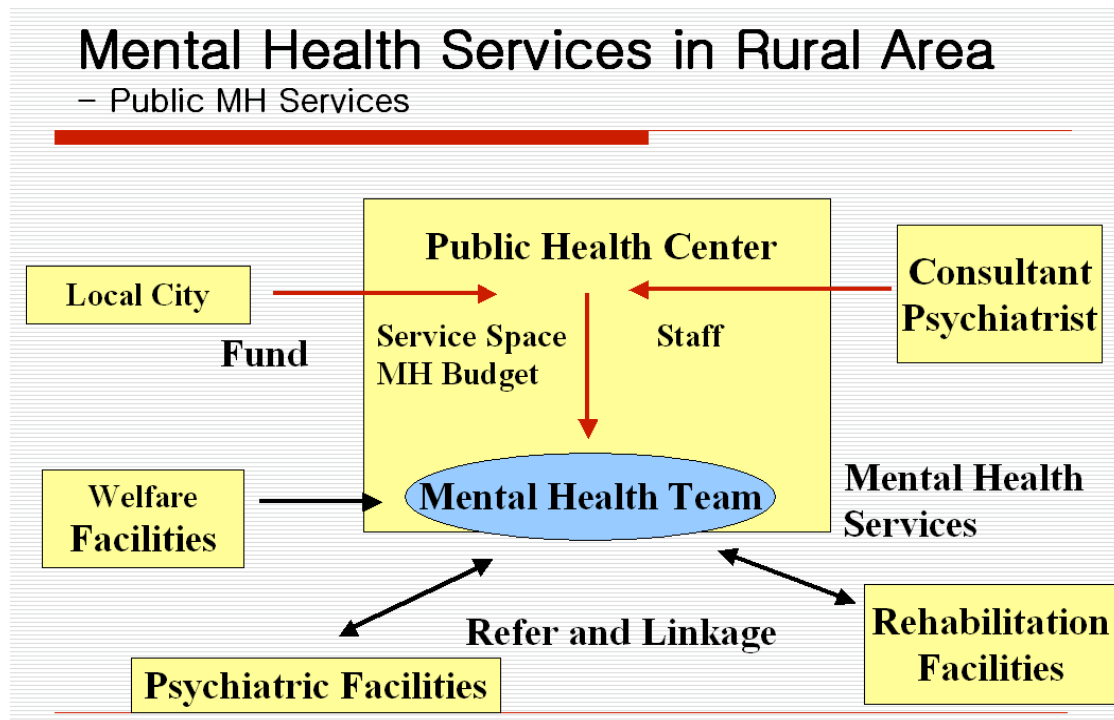 Mental Health Services in Rural Area
– Public MH Services
Public Health Center
Local City
Fund
Service Space
MH Budget
Staff
Consultant
Psychiatrist
Welfare
Facilities
Mental Health Team
Mental Health
Services
Refer and Linkage
Psychiatric Facilities
Rehabilitation
Facilities